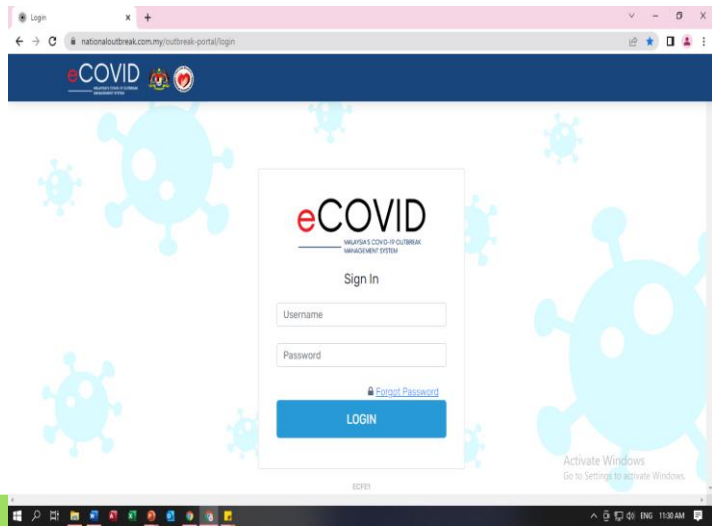 Login
nationaloutbreak.com.my/outbreak-portal/login
eCOVID
eCOVID
MALAYSIA'S COVID-19 OUTBREAK
MANAGEMENT SYSTEM
Sign In
Username
Password
Forgot Password
LOGIN
Activate Windows
Go to Settings to activate Windows.
ENG
11:30 AM